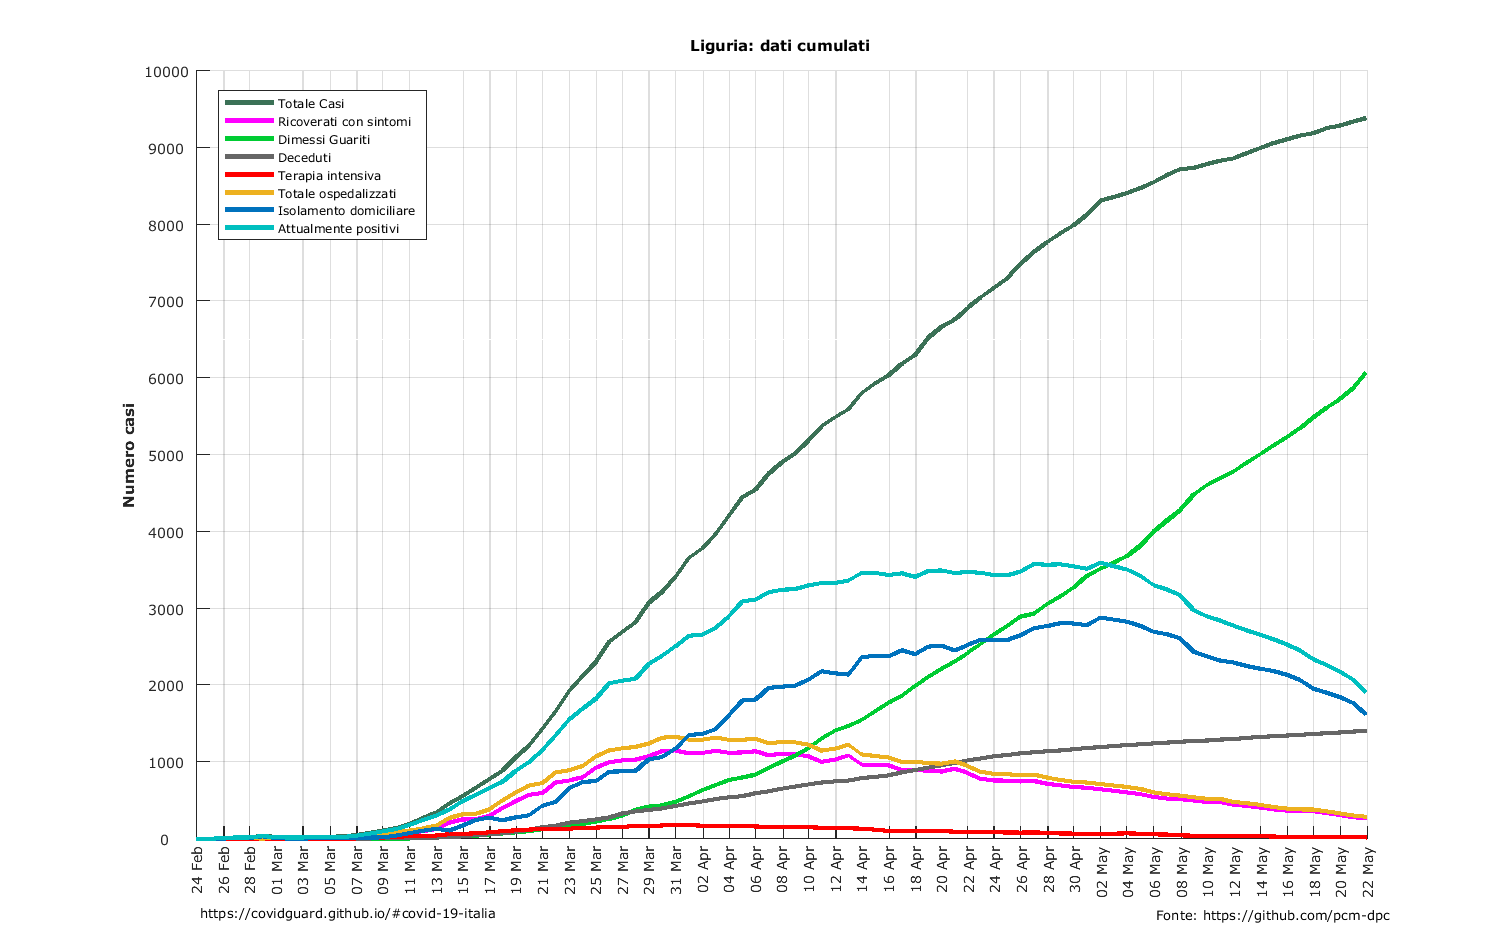 Liguria: dati cumulati
10000
9000
8000
7000
6000
5000
4000
3000
2000
1000
0
Numero casi
Totale Casi
Ricoverati con sintomi
Dimessi Guariti
Deceduti
Terapia intensiva
Totale ospedalizzati
Isolamento domiciliare
Attualmente positivi
24 Feb
26 Feb
28 Feb
01 Mar
03 Mar
05 Mar
07 Mar
09 Mar
11 Mar
13 Mar
15 Mar
17 Mar
19 Mar
21 Mar
23 Mar
25 Mar
27 Mar
29 Mar
31 Mar
02 Apr
04 Apr
06 Apr
08 Apr
10 Apr
12 Apr
14 Apr
16 Apr
18 Apr
20 Apr
22 Apr
24 Apr
26 Apr
28 Apr
30 Apr
02 May
04 May
06 May
08 May
10 May
12 May
14 May
16 May
18 May
20 May
22 May
https://covidguard.github.io/#covid-19-italia
Fonte: https://github.com/pcm-dpc